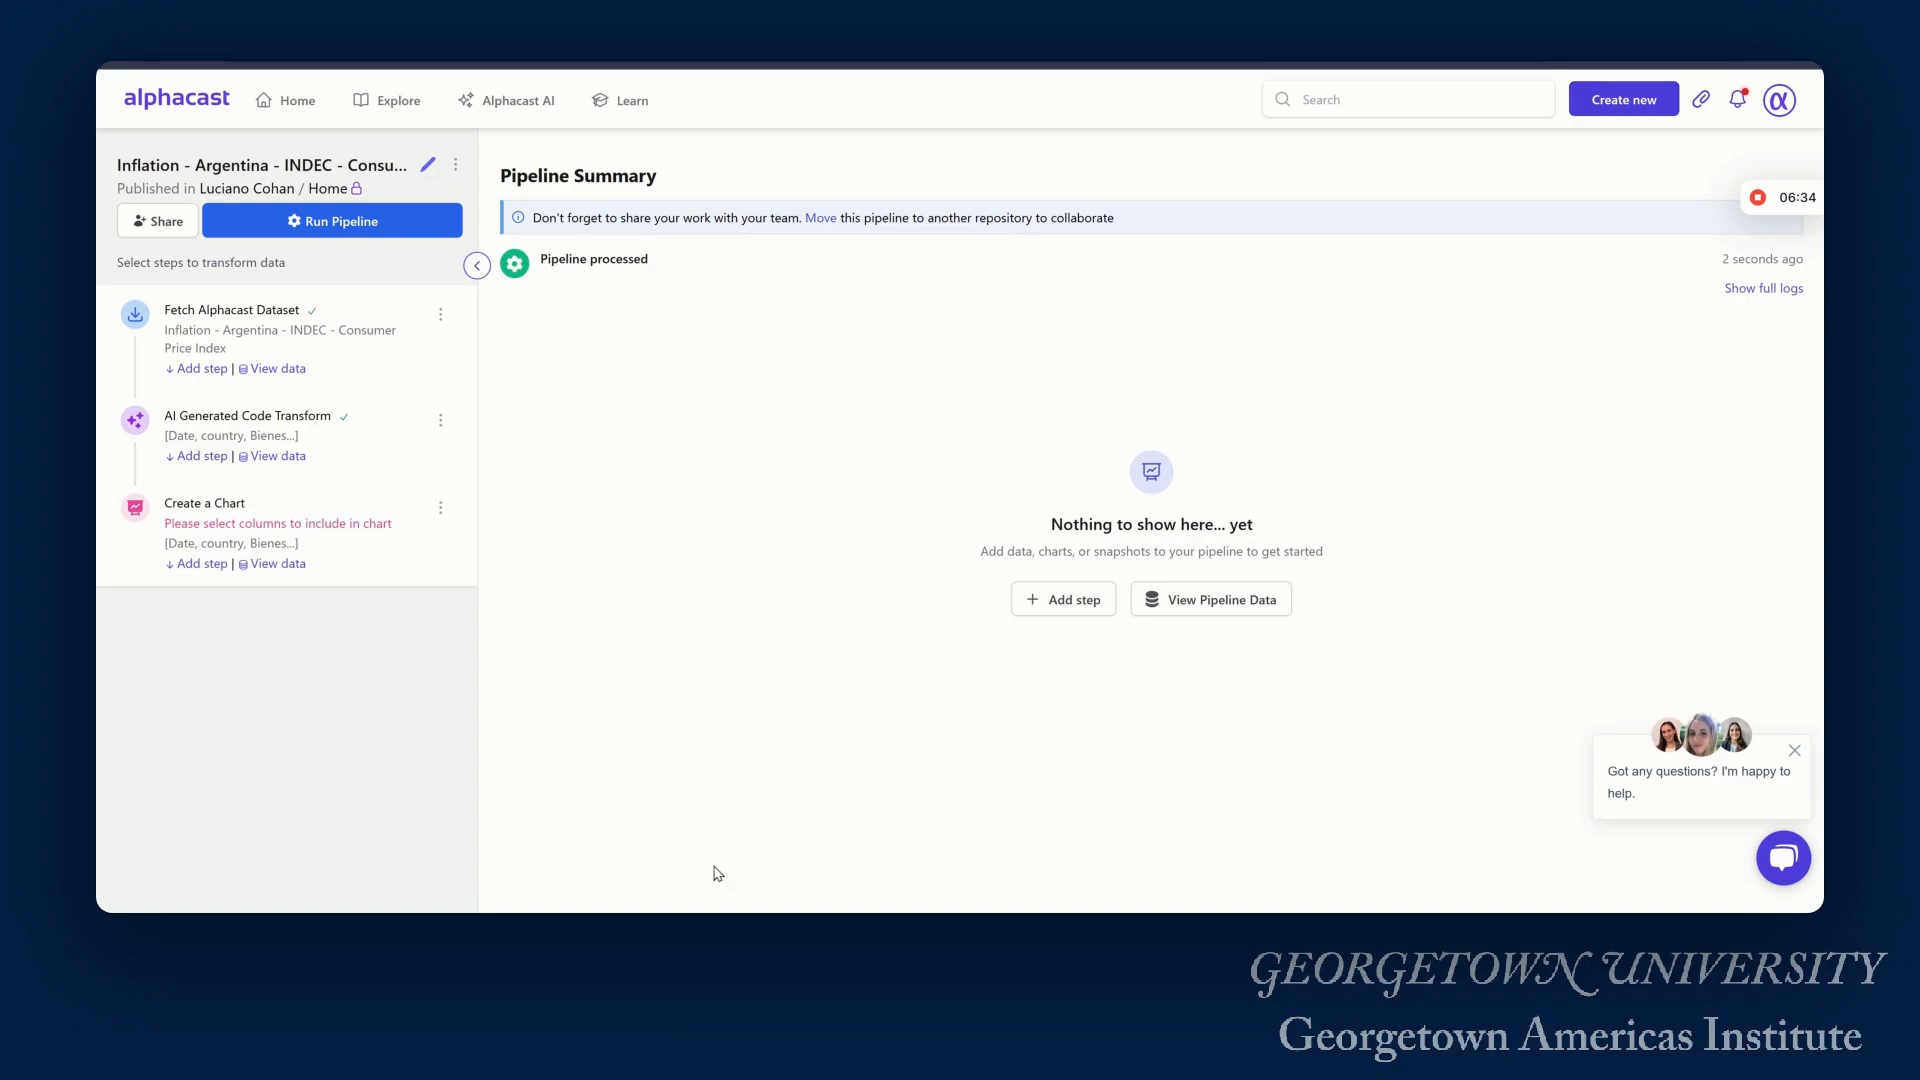 alphacast
Home
Explore
Alphacast AI
Learn
Search
Create new
Inflation - Argentina - INDEC - Consu...
Published in Luciano Cohan / Home
Share
Run Pipeline
Select steps to transform data
Fetch Alphacast Dataset
Inflation - Argentina - INDEC - Consumer
Price Index
Add step | View data
AI Generated Code Transform
[Date, country, Bienes...]
Add step | View data
Create a Chart
Please select columns to include in chart
[Date, country, Bienes...]
Add step | View data
Pipeline Summary
Don't forget to share your work with your team. Move this pipeline to another repository to collaborate
06:34
Pipeline processed
2 seconds ago
Show full logs
Nothing to show here... yet
Add data, charts, or snapshots to your pipeline to get started
Add step
View Pipeline Data
Got any questions? I'm happy to
help.
GEORGETOWN UNIVERSITY
Georgetown Americas Institute